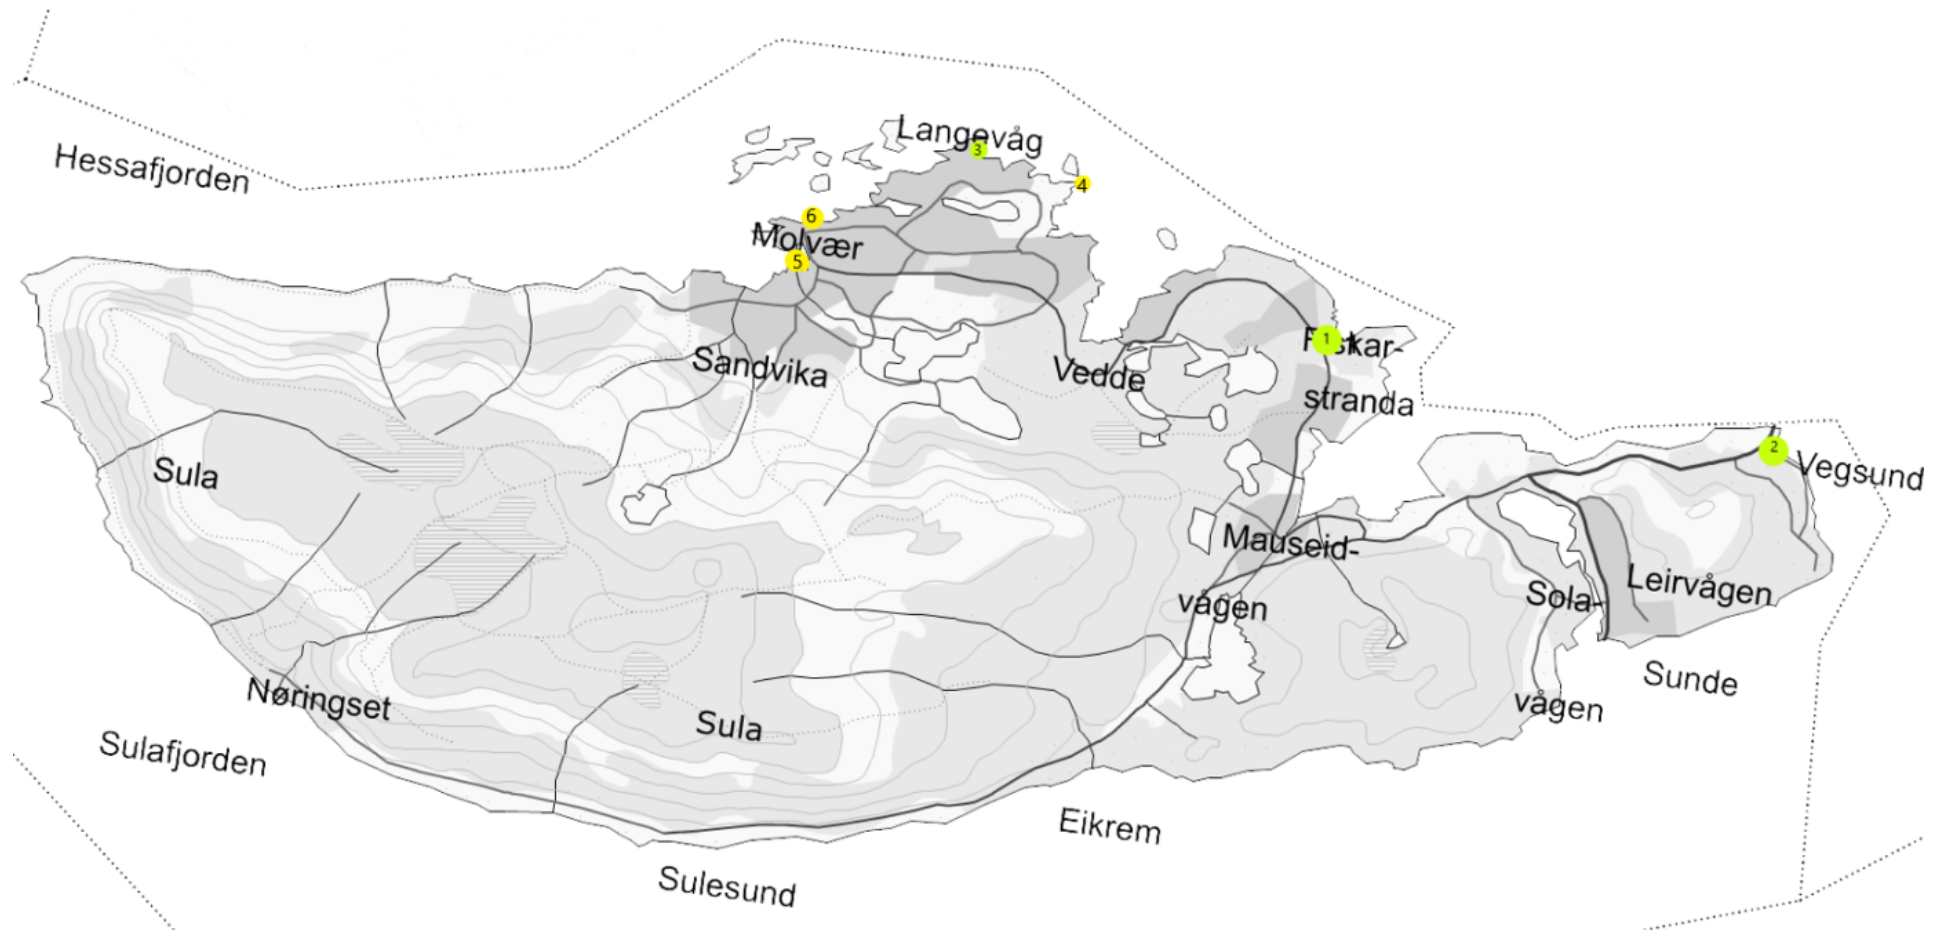 Langevåg
3
Hessafjorden
4
6
Molvær
5
Fiskar-
1
stranda
Sandvika
Vedde
2
Vegsund
Sula
Mauseid-
vågen
Sola-
vågen
Leirvågen
Sunde
Nøringset
Sula
Sulafjorden
Eikrem
Sulesund